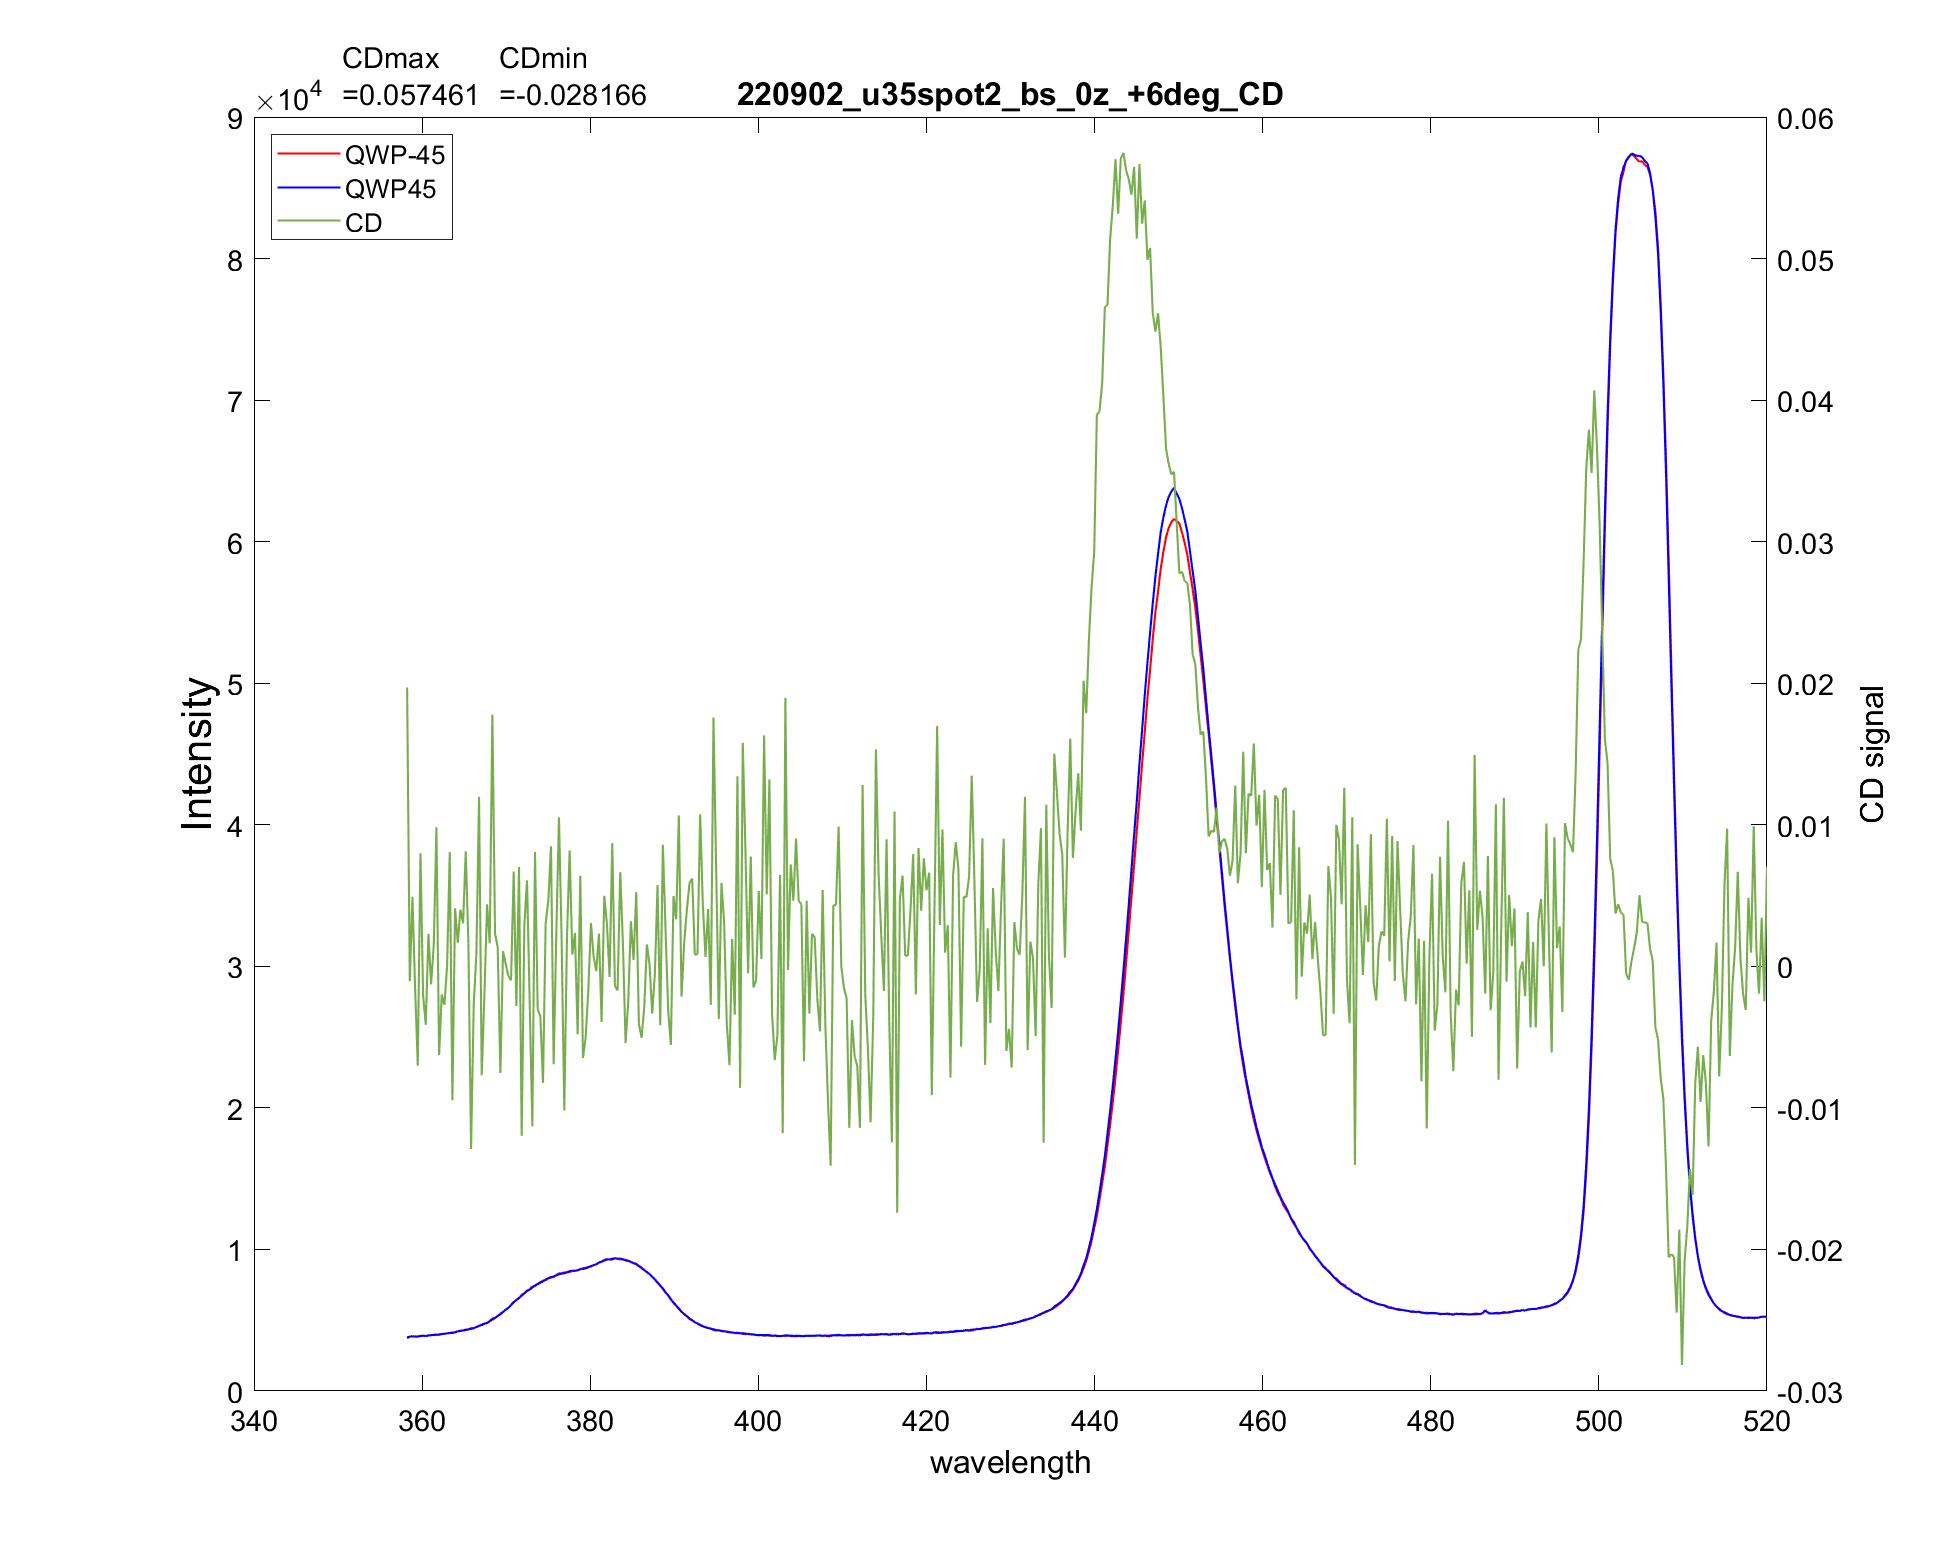 CDmax CDmin
=0.057461 =-0.028166
×10⁴
220902_u35spot2_bs_0z_+6deg_CD
QWP-45
QWP45
CD
9
8
7
6
5
4
3
2
1
0
Intensity
0.06
0.05
0.04
0.03
0.02
0.01
0
-0.01
-0.02
-0.03
CD signal
340 360 380 400 420 440 460 480 500 520
wavelength